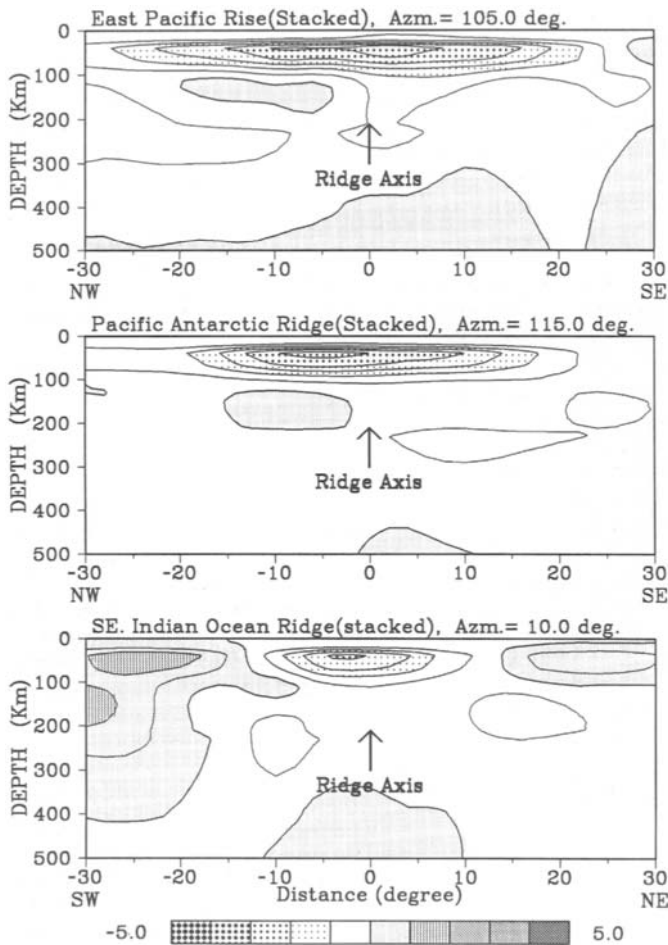 East Pacific Rise(Stacked), Azm.= 105.0 deg.
0
100
200
300
400
500
DEPTH (Km)
Ridge Axis
-30 -20 -10 0 10 20 30
NW SE
Pacific Antarctic Ridge(Stacked), Azm.= 115.0 deg.
0
100
200
300
400
500
DEPTH (Km)
Ridge Axis
-30 -20 -10 0 10 20 30
NW SE
SE. Indian Ocean Ridge(stacked), Azm.= 10.0 deg.
0
100
200
300
400
500
DEPTH (Km)
Ridge Axis
-30 -20 -10 0 10 20 30
SW Distance (degree) NE
-5.0 5.0